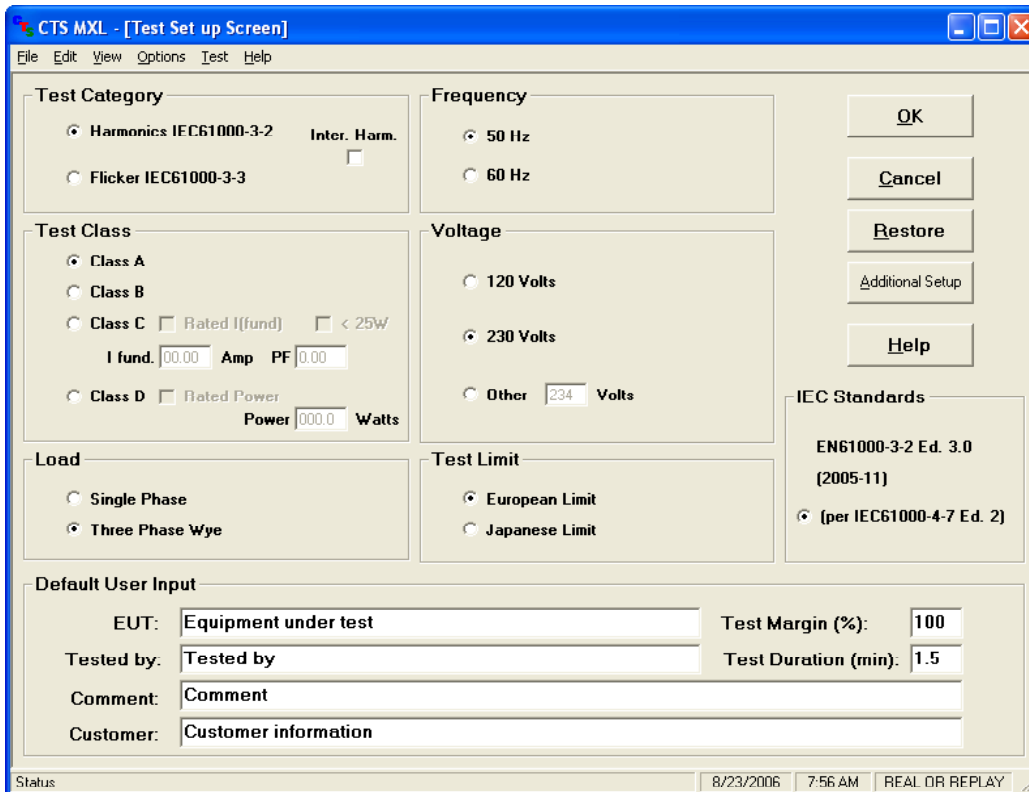 CTS MXL - [Test Set up Screen]
File Edit View Options Test Help
Test Category
Harmonics IEC61000-3-2
Inter. Harm.
Flicker IEC61000-3-3
Frequency
50 Hz
60 Hz
OK
Cancel
Restore
Additional Setup
Help
Test Class
Class A
Class B
Class C Rated I(fund) < 25W
I fund. 00.00 Amp PF 0.00
Class D Rated Power
Power 000.0 Watts
Voltage
120 Volts
230 Volts
Other 234 Volts
IEC Standards
EN61000-3-2 Ed. 3.0
(2005-11)
(per IEC61000-4-7 Ed. 2)
Load
Single Phase
Three Phase Wye
Test Limit
European Limit
Japanese Limit
Default User Input
EUT: Equipment under test
Test Margin (%): 100
Tested by: Tested by
Test Duration (min): 1.5
Comment: Comment
Customer: Customer information
Status 8/23/2006 7:56 AM REAL OR REPLAY